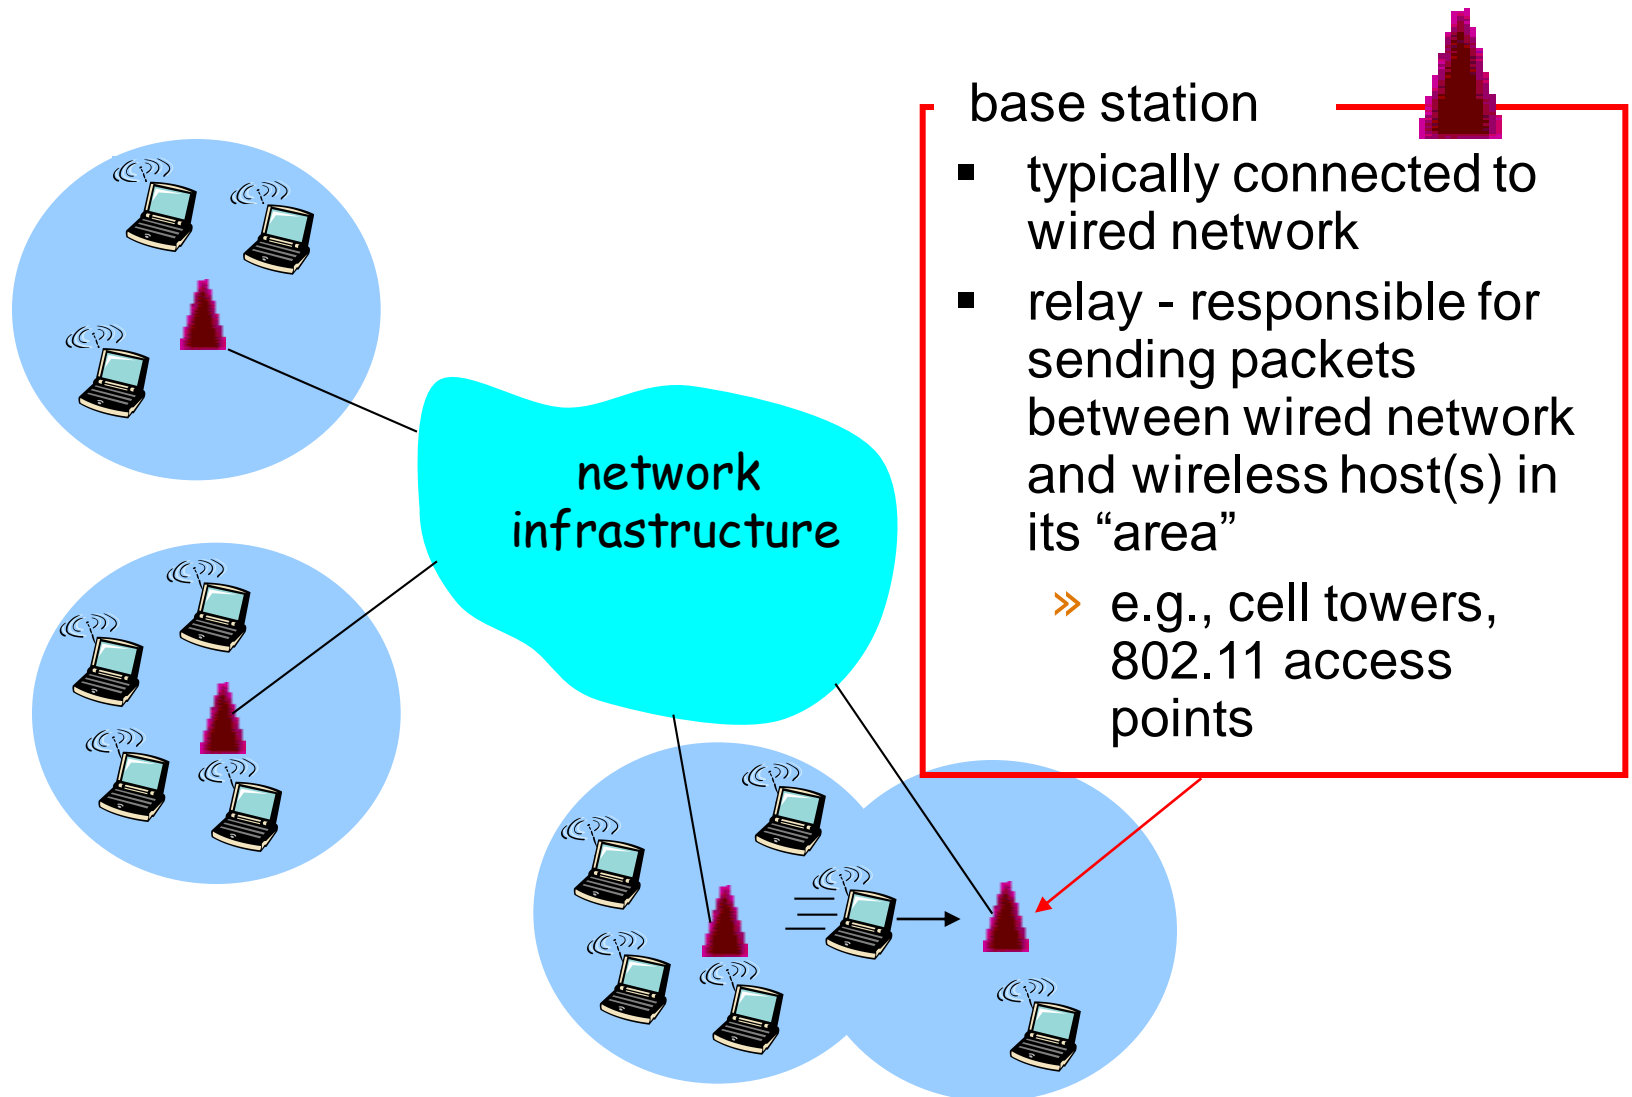 base station
▪ typically connected to
wired network
▪ relay - responsible for
sending packets
between wired network
and wireless host(s) in
its “area”
» e.g., cell towers,
802.11 access
points
network
infrastructure